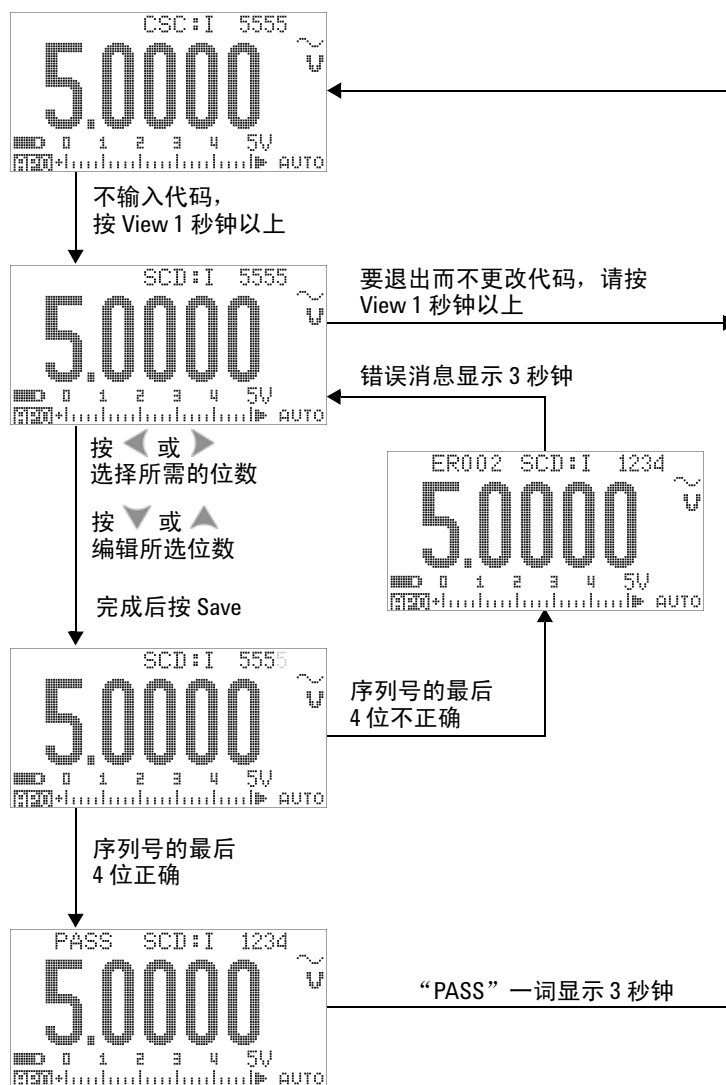 CSC:I 5555
5.0000
0 1 2 3 4 5V
APO AUTO
不输入代码，
按 View 1 秒钟以上
SCD:I 5555
5.0000
0 1 2 3 4 5V
APO AUTO
要退出而不更改代码，请按
View 1 秒钟以上
错误消息显示 3 秒钟
按 或
选择所需的位数
按 或
编辑所选位数
完成后按 Save
ER002 SCD:I 1234
5.0000
0 1 2 3 4 5V
APO AUTO
SCD:I 5555
5.0000
0 1 2 3 4 5V
APO AUTO
序列号的最后
4 位不正确
序列号的最后
4 位正确
PASS SCD:I 1234
5.0000
0 1 2 3 4 5V
APO AUTO
“PASS”一词显示 3 秒钟